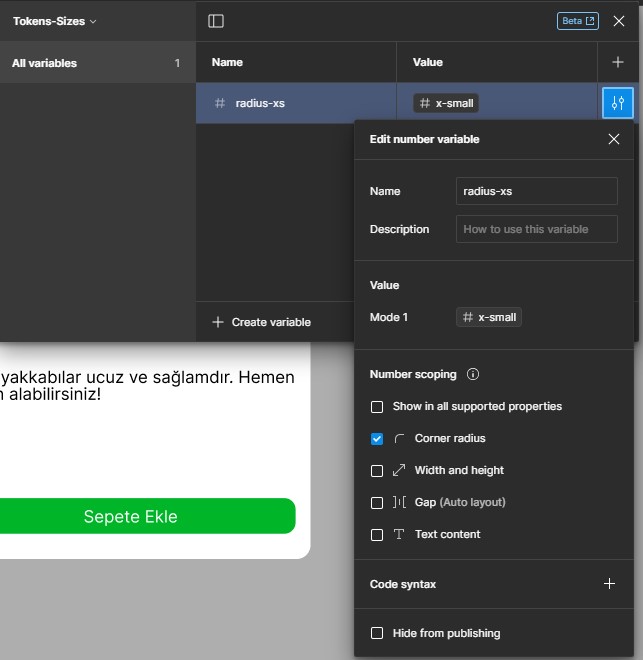 Tokens-Sizes
Beta
All variables 1
Name Value
radius-xs x-small
Edit number variable
Name radius-xs
Description How to use this variable
Value
Mode 1 x-small
Create variable
Number scoping
Show in all supported properties
Corner radius
Width and height
Gap (Auto layout)
Text content
Code syntax
Hide from publishing
yakkabılar ucuz ve sağlamdır. Hemen
alabilirsiniz!
Sepete Ekle